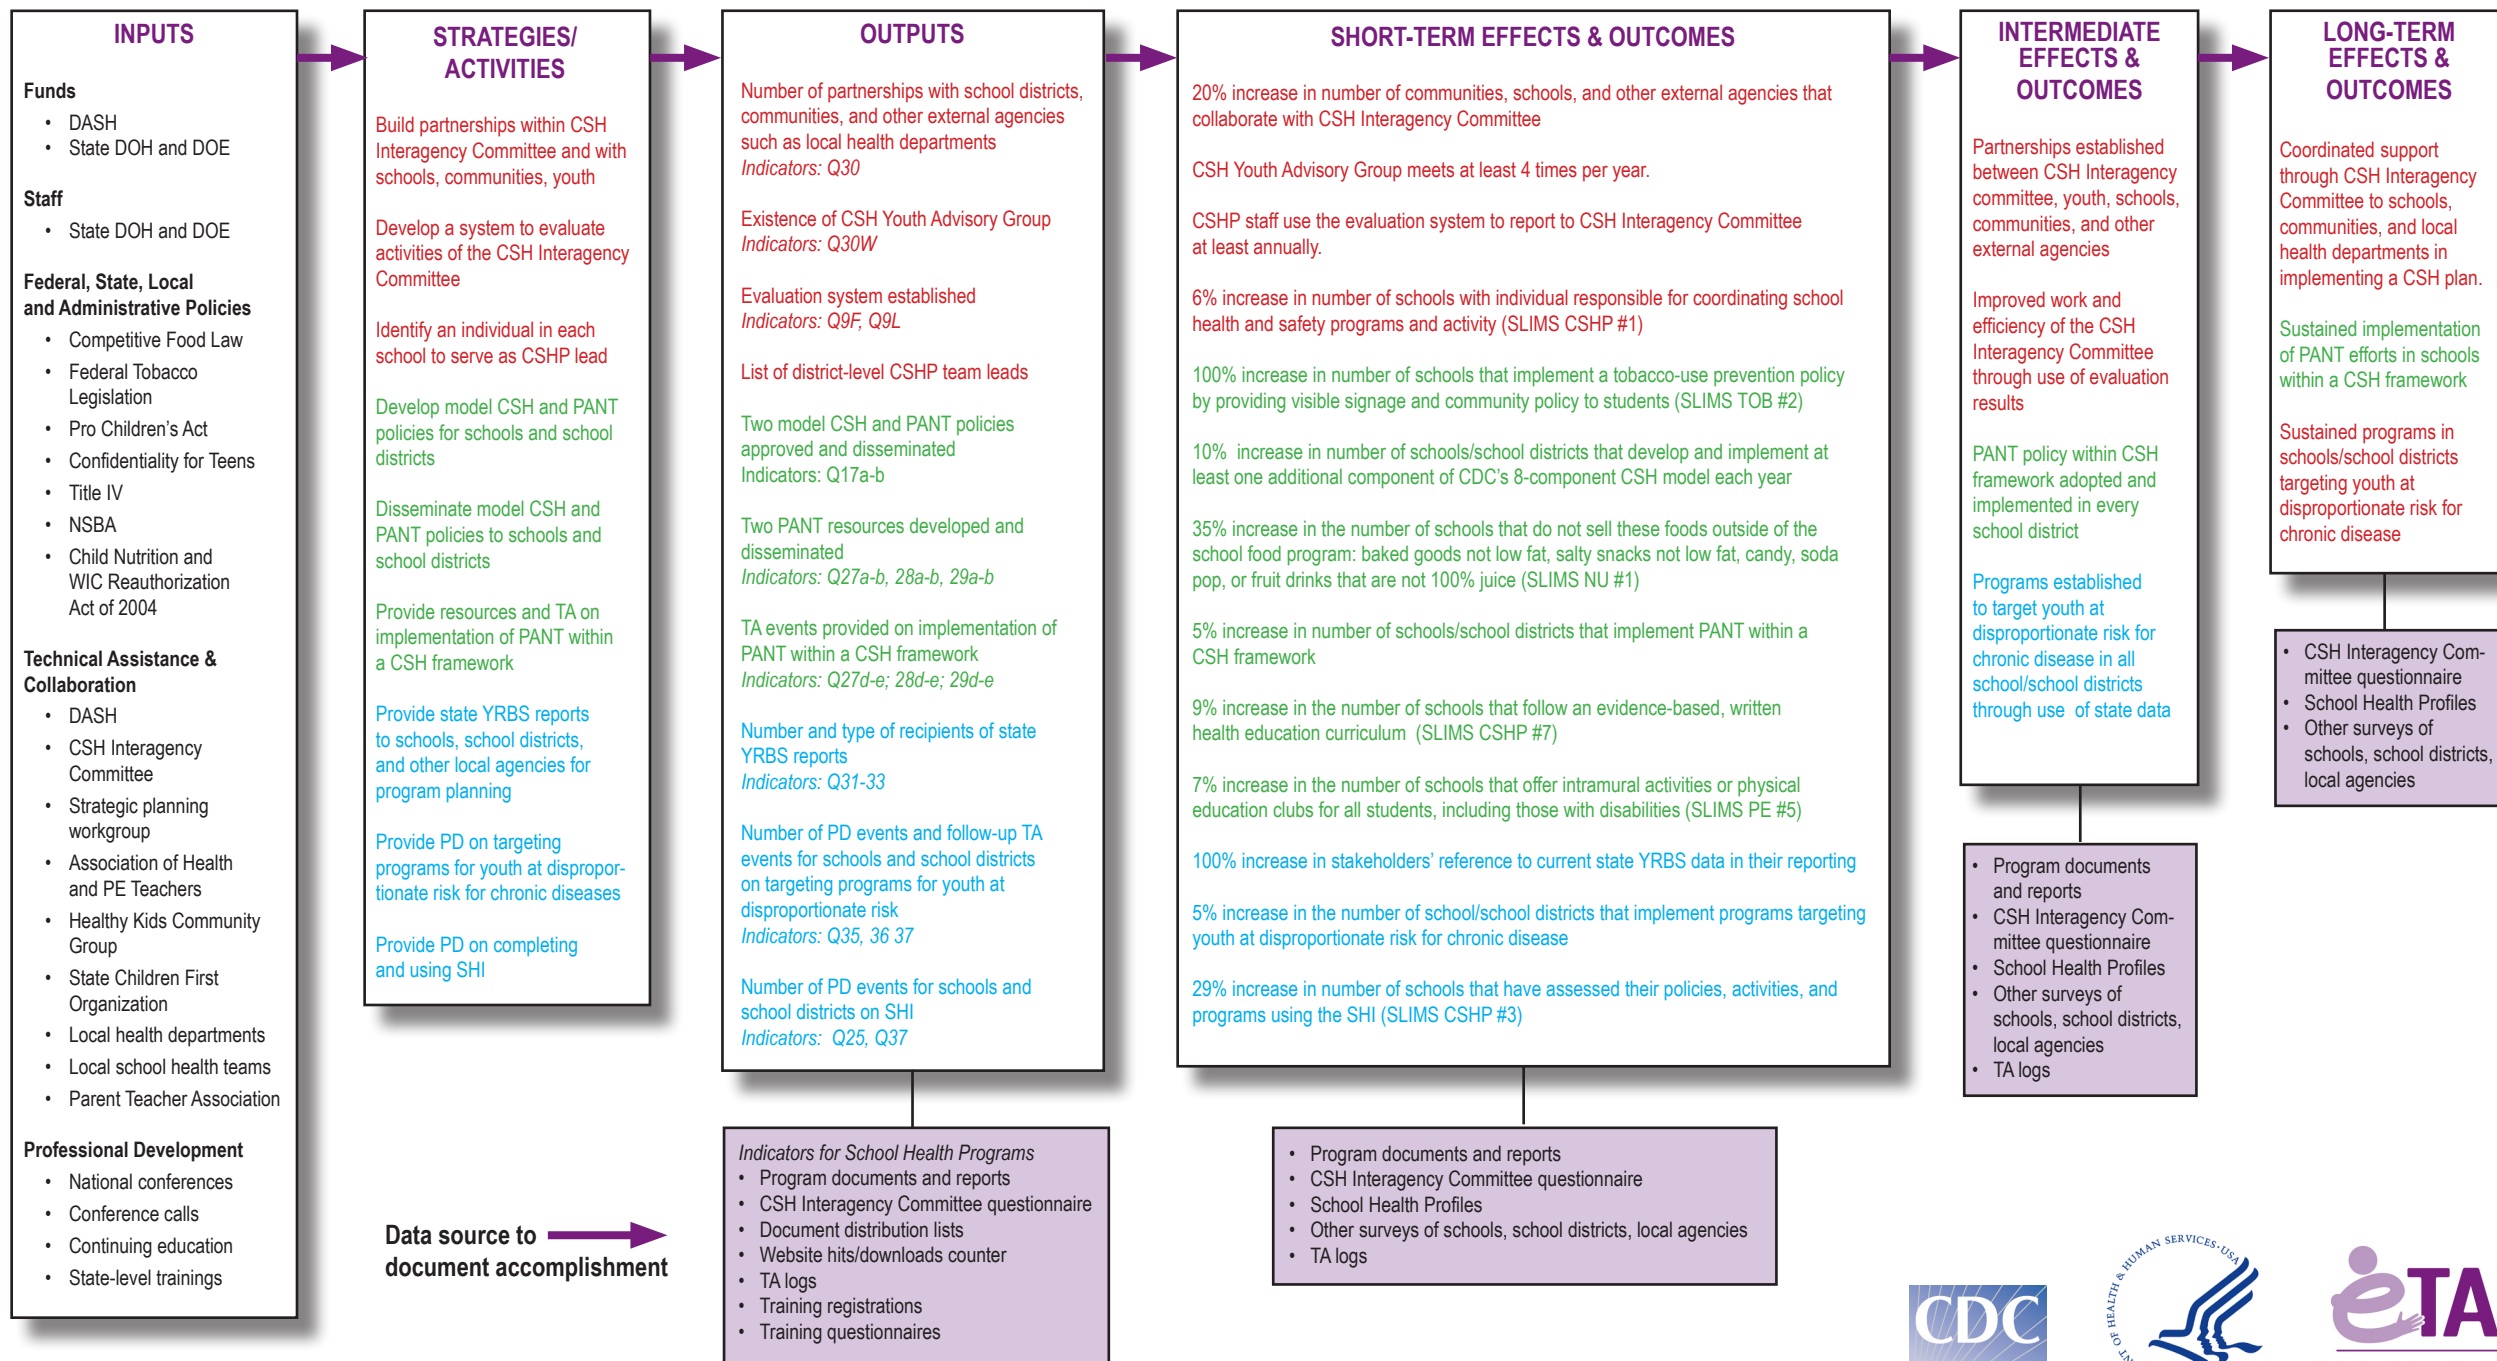 INPUTS
Funds
• DASH
• State DOH and DOE
Staff
• State DOH and DOE
Federal, State, Local
and Administrative Policies
• Competitive Food Law
• Federal Tobacco
Legislation
• Pro Children's Act
• Confidentiality for Teens
• Title IV
• NSBA
• Child Nutrition and
WIC Reauthorization
Act of 2004
Technical Assistance &
Collaboration
• DASH
• CSH Interagency
Committee
• Strategic planning
workgroup
• Association of Health
and PE Teachers
• Healthy Kids Community
Group
• State Children First
Organization
• Local health departments
• Local school health teams
• Parent Teacher Association
Professional Development
• National conferences
• Conference calls
• Continuing education
• State-level trainings
STRATEGIES/
ACTIVITIES
Build partnerships within CSH
Interagency Committee and with
schools, communities, youth
Develop a system to evaluate
activities of the CSH Interagency
Committee
Identify an individual in each
school to serve as CSHP lead
Develop model CSH and PANT
policies for schools and school
districts
Disseminate model CSH and
PANT policies to schools and
school districts
Provide resources and TA on
implementation of PANT within
a CSH framework
Provide state YRBS reports
to schools, school districts,
and other local agencies for
program planning
Provide PD on targeting
programs for youth at dispropor-
tionate risk for chronic diseases
Provide PD on completing
and using SHI
Data source to
document accomplishment
OUTPUTS
Number of partnerships with school districts,
communities, and other external agencies
such as local health departments
Indicators: Q30
Existence of CSH Youth Advisory Group
Indicators: Q30W
Evaluation system established
Indicators: Q9F, Q9L
List of district-level CSHP team leads
Two model CSH and PANT policies
approved and disseminated
Indicators: Q17a-b
Two PANT resources developed and
disseminated
Indicators: Q27a-b, 28a-b, 29a-b
TA events provided on implementation of
PANT within a CSH framework
Indicators: Q27d-e; 28d-e; 29d-e
Number and type of recipients of state
YRBS reports
Indicators: Q31-33
Number of PD events and follow-up TA
events for schools and school districts
on targeting programs for youth at
disproportionate risk
Indicators: Q35, 36 37
Number of PD events for schools and
school districts on SHI
Indicators: Q25, Q37
Indicators for School Health Programs
• Program documents and reports
• CSH Interagency Committee questionnaire
• Document distribution lists
• Website hits/downloads counter
• TA logs
• Training registrations
• Training questionnaires
SHORT-TERM EFFECTS & OUTCOMES
20% increase in number of communities, schools, and other external agencies that
collaborate with CSH Interagency Committee
CSH Youth Advisory Group meets at least 4 times per year.
CSHP staff use the evaluation system to report to CSH Interagency Committee
at least annually.
6% increase in number of schools with individual responsible for coordinating school
health and safety programs and activity (SLIMS CSHP #1)
100% increase in number of schools that implement a tobacco-use prevention policy
by providing visible signage and community policy to students (SLIMS TOB #2)
10% increase in number of schools/school districts that develop and implement at
least one additional component of CDC's 8-component CSH model each year
35% increase in the number of schools that do not sell these foods outside of the
school food program: baked goods not low fat, salty snacks not low fat, candy, soda
pop, or fruit drinks that are not 100% juice (SLIMS NU #1)
5% increase in number of schools/school districts that implement PANT within a
CSH framework
9% increase in the number of schools that follow an evidence-based, written
health education curriculum (SLIMS CSHP #7)
7% increase in the number of schools that offer intramural activities or physical
education clubs for all students, including those with disabilities (SLIMS PE #5)
100% increase in stakeholders' reference to current state YRBS data in their reporting
5% increase in the number of school/school districts that implement programs targeting
youth at disproportionate risk for chronic disease
29% increase in number of schools that have assessed their policies, activities, and
programs using the SHI (SLIMS CSHP #3)
• Program documents and reports
• CSH Interagency Committee questionnaire
• School Health Profiles
• Other surveys of schools, school districts, local agencies
• TA logs
INTERMEDIATE
EFFECTS &
OUTCOMES
Partnerships established
between CSH Interagency
committee, youth, schools,
communities, and other
external agencies
Improved work and
efficiency of the CSH
Interagency Committee
through use of evaluation
results
PANT policy within CSH
framework adopted and
implemented in every
school district
Programs established
to target youth at
disproportionate risk for
chronic disease in all
school/school districts
through use of state data
• Program documents
and reports
• CSH Interagency Com-
mittee questionnaire
• School Health Profiles
• Other surveys of
schools, school districts,
local agencies
• TA logs
LONG-TERM
EFFECTS &
OUTCOMES
Coordinated support
through CSH Interagency
Committee to schools,
communities, and local
health departments in
implementing a CSH plan.
Sustained implementation
of PANT efforts in schools
within a CSH framework
Sustained programs in
schools/school districts
targeting youth at
disproportionate risk for
chronic disease
• CSH Interagency Com-
mittee questionnaire
• School Health Profiles
• Other surveys of
schools, school districts,
local agencies
CDC
OF HEALTH & HUMAN SERVICES·USA
eTA